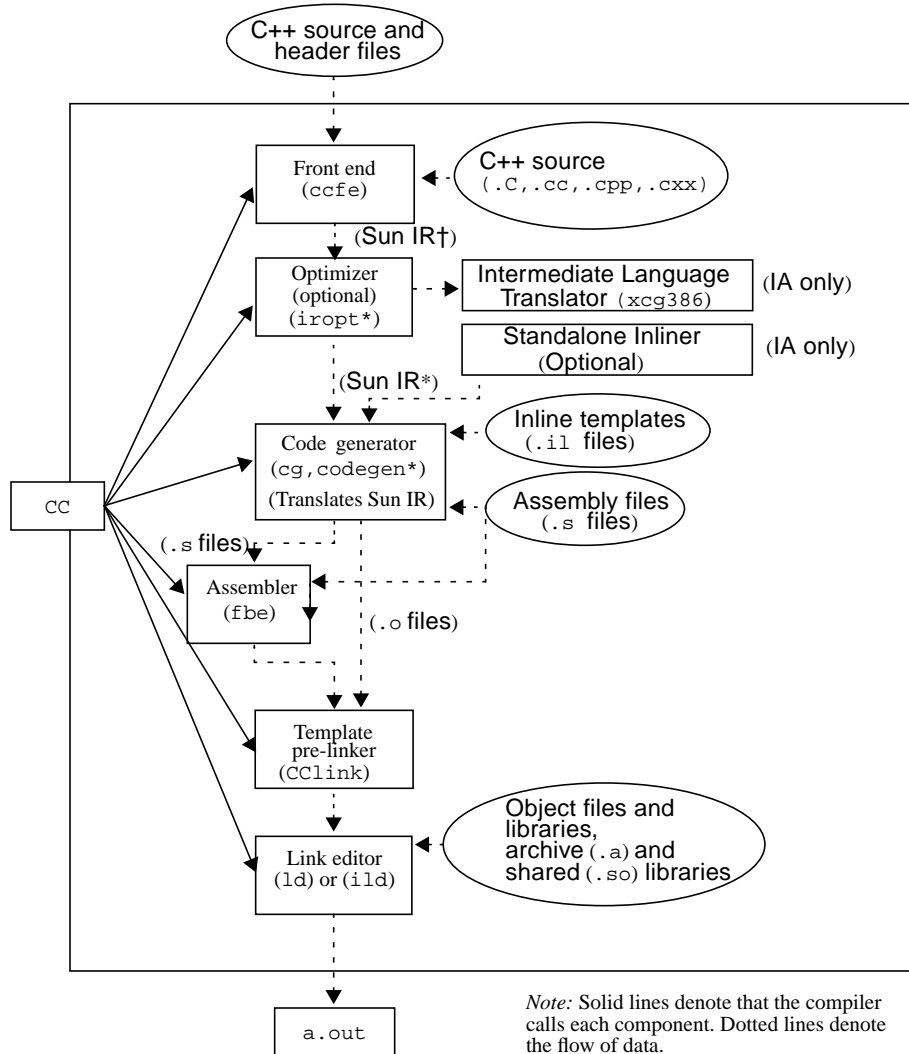 C++ source and
header files
Front end
(ccfe)
C++ source
(.C,.cc,.cpp,.cxx)
(Sun IR†)
Optimizer
(optional)
(iropt*)
Intermediate Language
Translator (xcg386)
(IA only)
Standalone Inliner
(Optional)
(IA only)
(Sun IR*)
Code generator
(cg,codegen*)
(Translates Sun IR)
Inline templates
(.il files)
CC
Assembly files
(.s files)
(.s files)
Assembler
(fbe)
(.o files)
Template
pre-linker
(CClink)
Object files and
libraries,
archive (.a) and
shared (.so) libraries
Link editor
(ld) or (ild)
a.out
Note: Solid lines denote that the compiler
calls each component. Dotted lines denote
the flow of data.